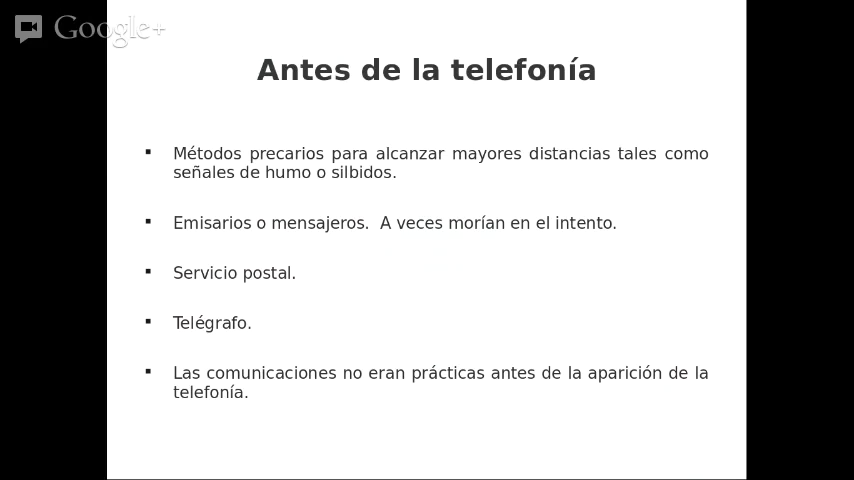 Google+
Antes de la telefonía
Métodos precarios para alcanzar mayores distancias tales como
señales de humo o silbidos.
Emisarios o mensajeros.  A veces morían en el intento.
Servicio postal.
Telégrafo.
Las comunicaciones no eran prácticas antes de la aparición de la
telefonía.